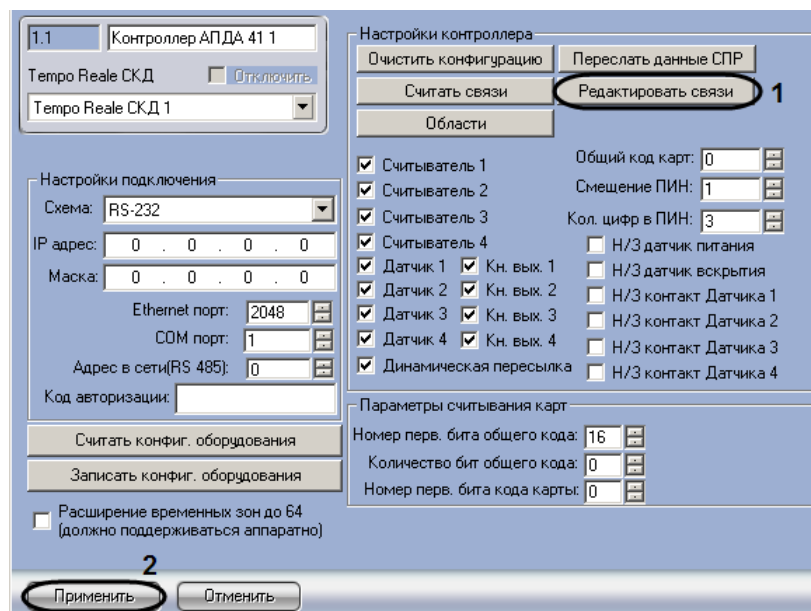 1.1 Контроллер АПДА 41 1
Tempo Reale СКД Отключить
Tempo Reale СКД 1
Настройки подключения
Схема: RS-232
IP адрес: 0 . 0 . 0 . 0
Маска: 0 . 0 . 0 . 0
Ethernet порт: 2048
COM порт: 1
Адрес в сети(RS 485): 0
Код авторизации:
Считать конфиг. оборудования
Записать конфиг. оборудования
Расширение временных зон до 64
(должно поддерживаться аппаратно)
Настройки контроллера
Очистить конфигурацию Переслать данные СПР
Считать связи Редактировать связи 1
Области
Считыватель 1
Считыватель 2
Считыватель 3
Считыватель 4
Датчик 1 Кн. вых. 1
Датчик 2 Кн. вых. 2
Датчик 3 Кн. вых. 3
Датчик 4 Кн. вых. 4
Динамическая пересылка
Общий код карт: 0
Смещение ПИН: 1
Кол. цифр в ПИН: 3
Н/З датчик питания
Н/З датчик вскрытия
Н/З контакт Датчика 1
Н/З контакт Датчика 2
Н/З контакт Датчика 3
Н/З контакт Датчика 4
Параметры считывания карт
Номер перв. бита общего кода: 16
Количество бит общего кода: 0
Номер перв. бита кода карты: 0
2
Применить Отменить